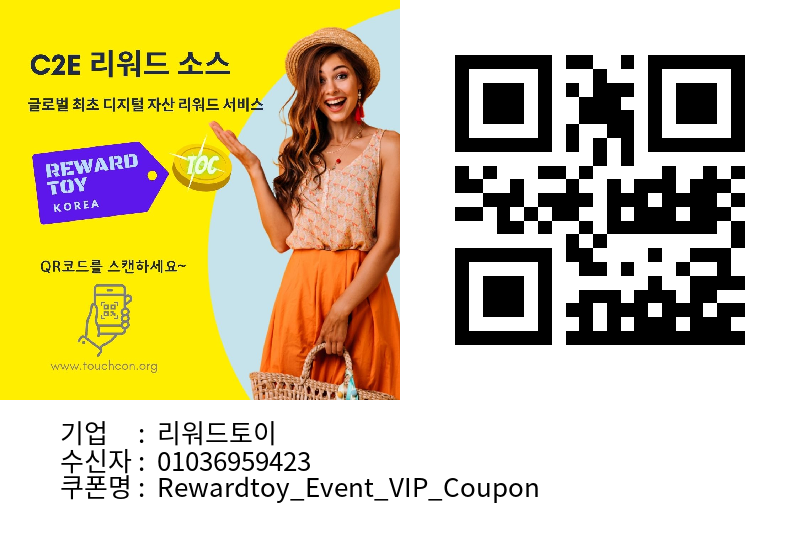 C2E 리워드 소스
글로벌 최초 디지털 자산 리워드 서비스
REWARD
TOY
KOREA
TOC
QR코드를 스캔하세요~
www.touchcon.org
기업 : 리워드토이
수신자 : 01036959423
쿠폰명 : Rewardtoy_Event_VIP_Coupon